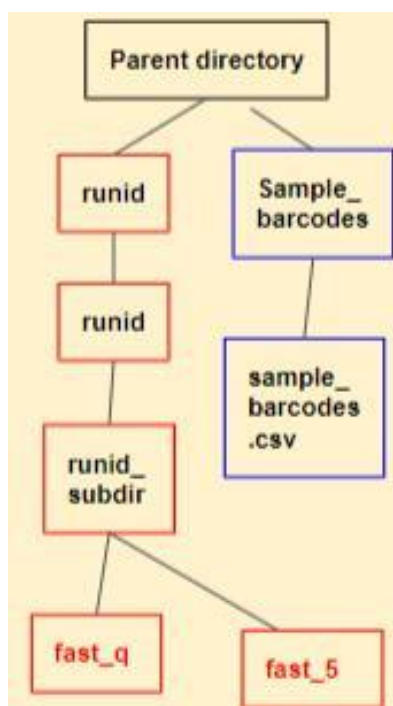 Parent directory
runid
Sample_
barcodes
runid
sample_
barcodes
.csv
runid_
subdir
fast_q
fast_5